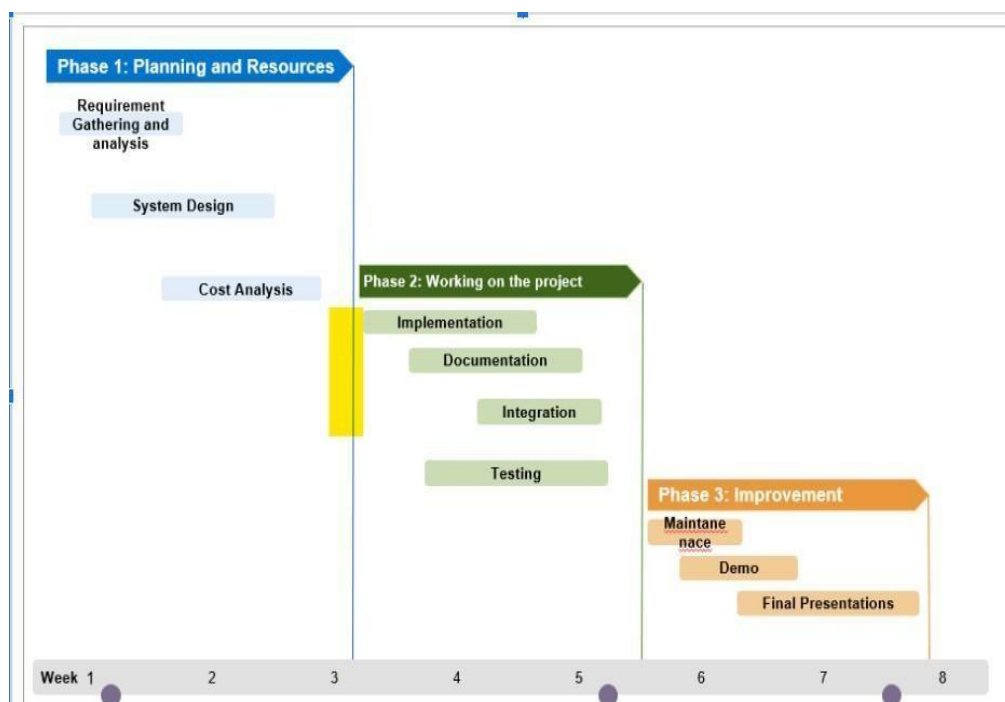 Phase 1: Planning and Resources
Requirement
Gathering and
analysis
System Design
Cost Analysis
Phase 2: Working on the project
Implementation
Documentation
Integration
Testing
Phase 3: Improvement
Maintane
nace
Demo
Final Presentations
Week 1 2 3 4 5 6 7 8